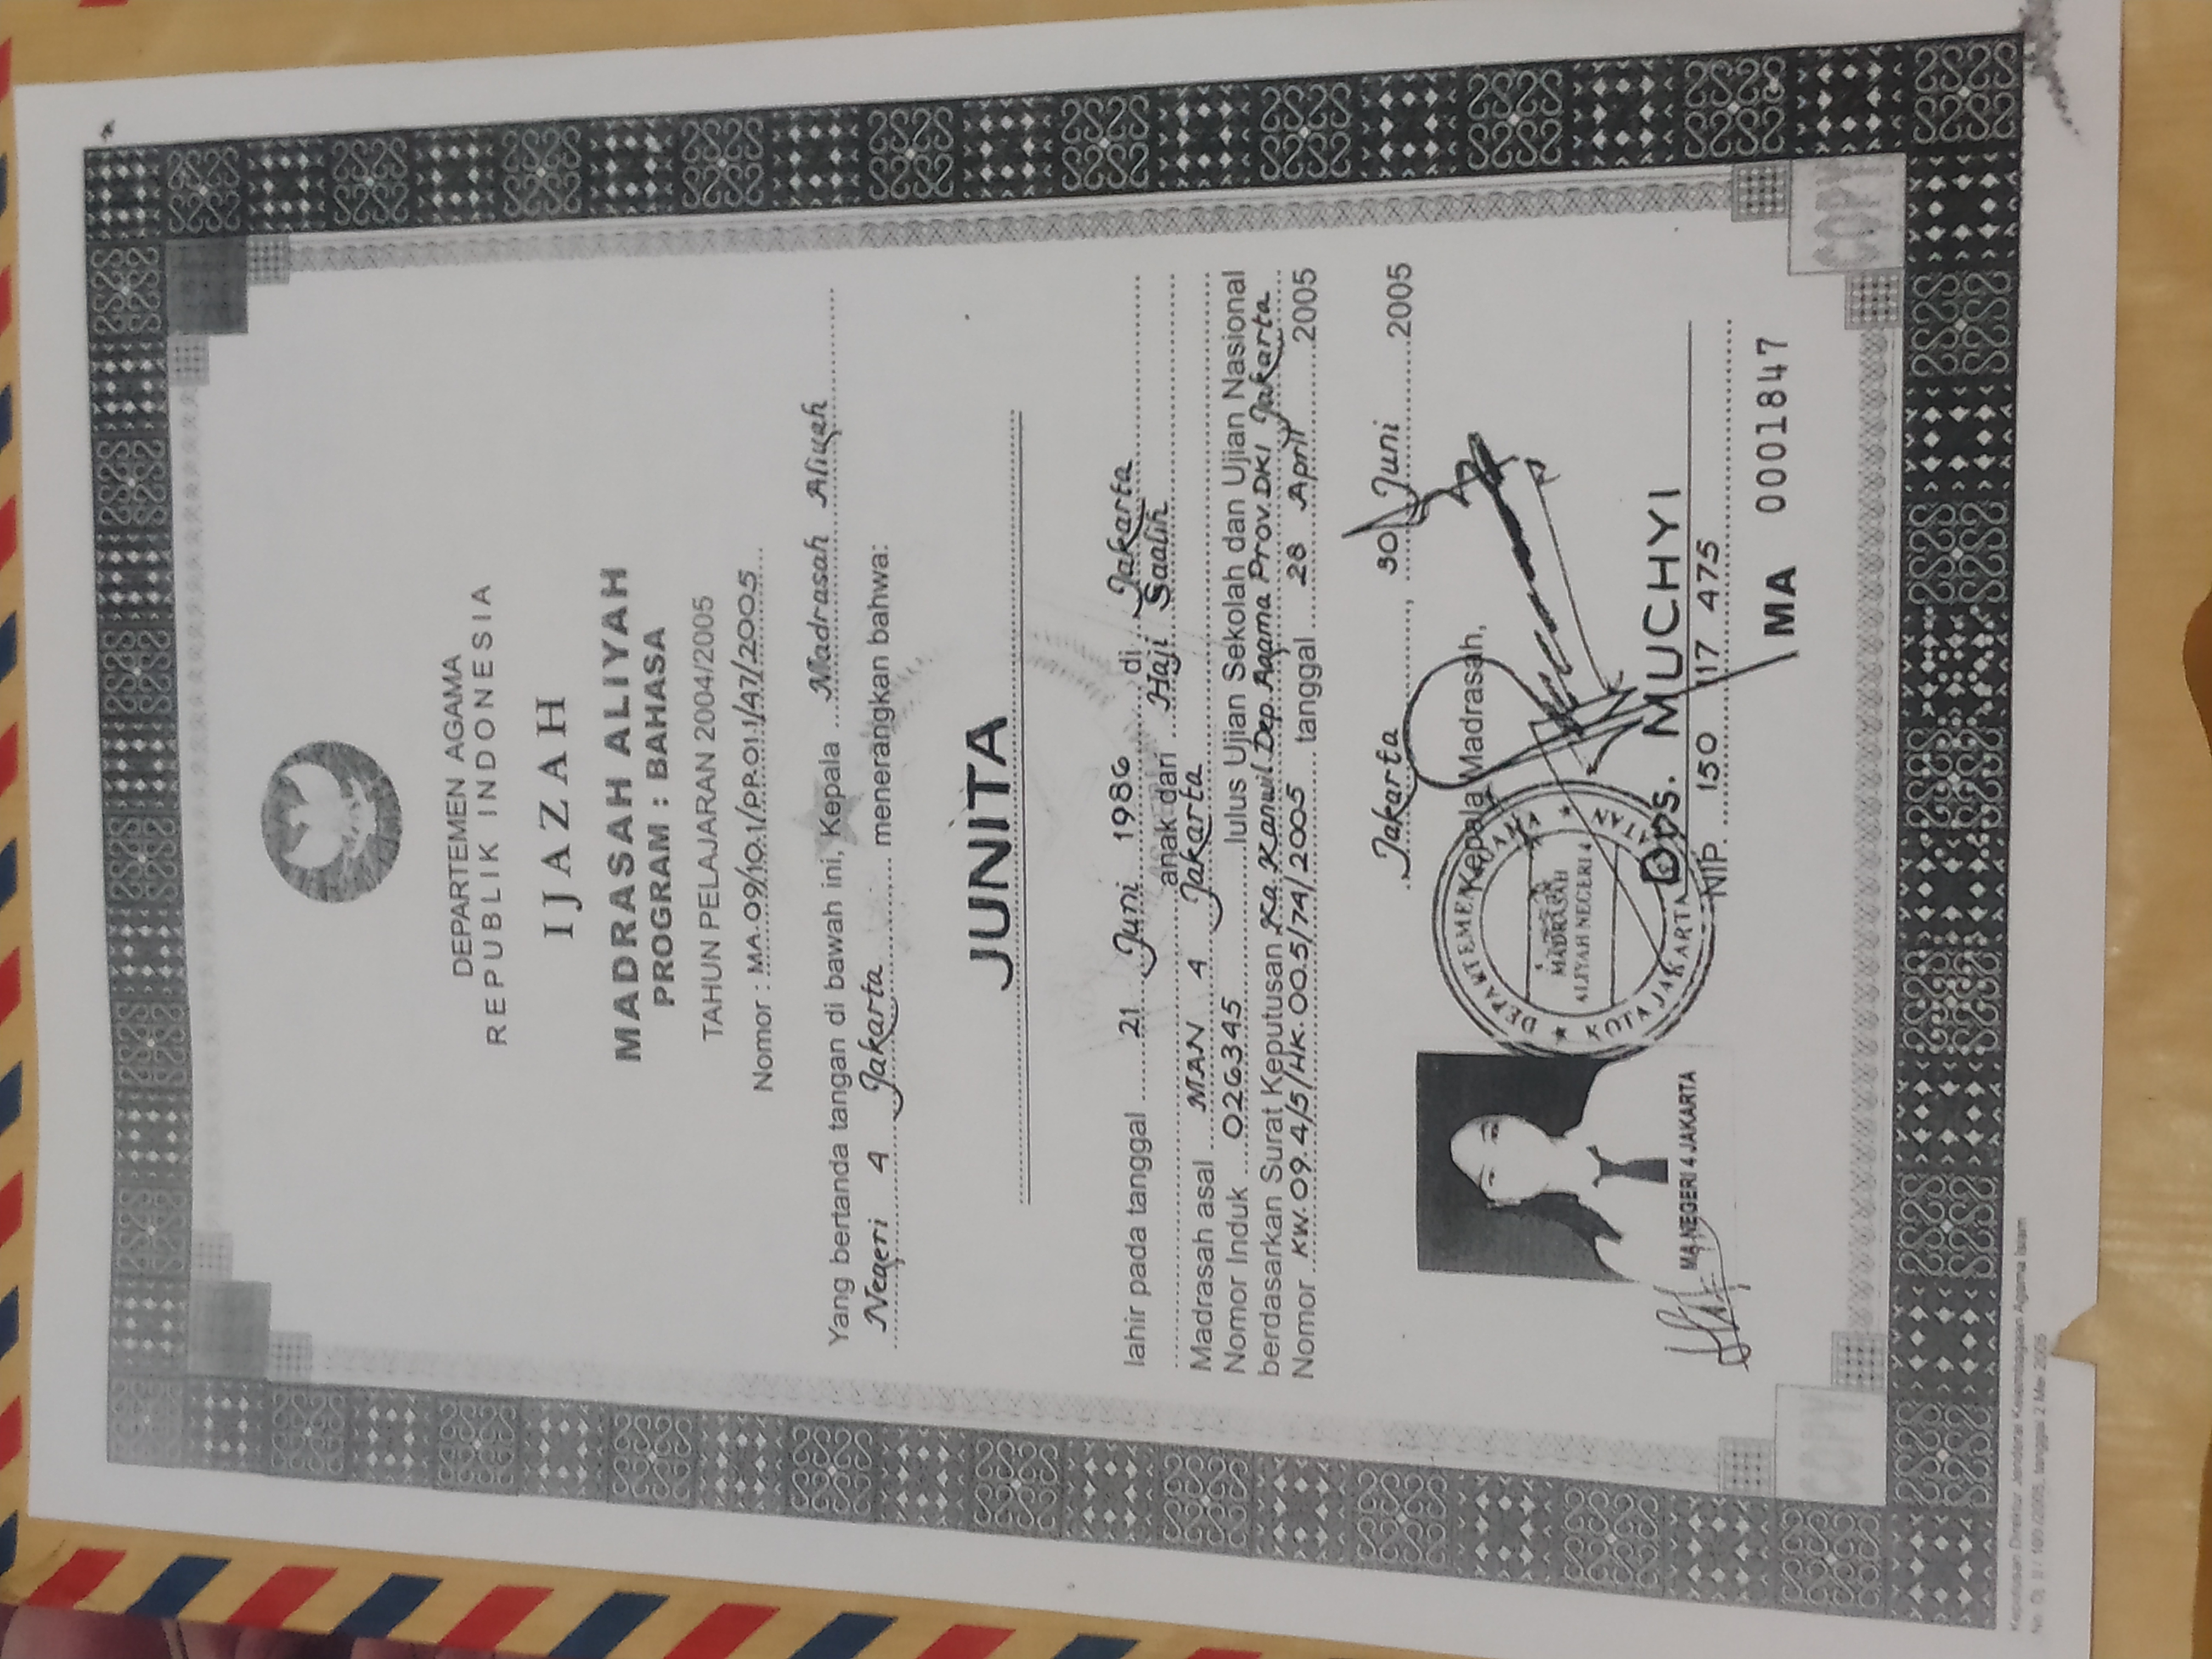 DEPARTEMEN AGAMA
REPUBLIK INDONESIA
IJAZAH
MADRASAH ALIYAH
PROGRAM : BAHASA
TAHUN PELAJARAN 2004/2005
Nomor : MA.09/10.1/PP.01.1/47/2005
Yang bertanda tangan di bawah ini, Kepala Madrasah Aliyah
Negeri 4 Jakarta menerangkan bahwa:
JUNITA
lahir pada tanggal 21 Juni 1986 di Jakarta
anak dari Haji Saalih
Madrasah asal MAN 4 Jakarta
Nomor Induk 026345 lulus Ujian Sekolah dan Ujian Nasional
berdasarkan Surat Keputusan Ka. Kanwil Dep. Agama Prov. DKI Jakarta
Nomor KW.09.4/5/HK.00.5/74/2005 tanggal 28 April 2005
Jakarta, 30 Juni 2005
Kepala Madrasah,
DEPARTEMEN AGAMA
MADRASAH
ALIYAH NEGERI 4
KOTA JAKARTA SELATAN
MA NEGERI 4 JAKARTA
Drs. MUCHYI
NIP. 150 117 475
MA 0001847
COPY
COPY
Keputusan Direktur Jenderal Kelembagaan Agama Islam
tanggal 2 Mei 2005